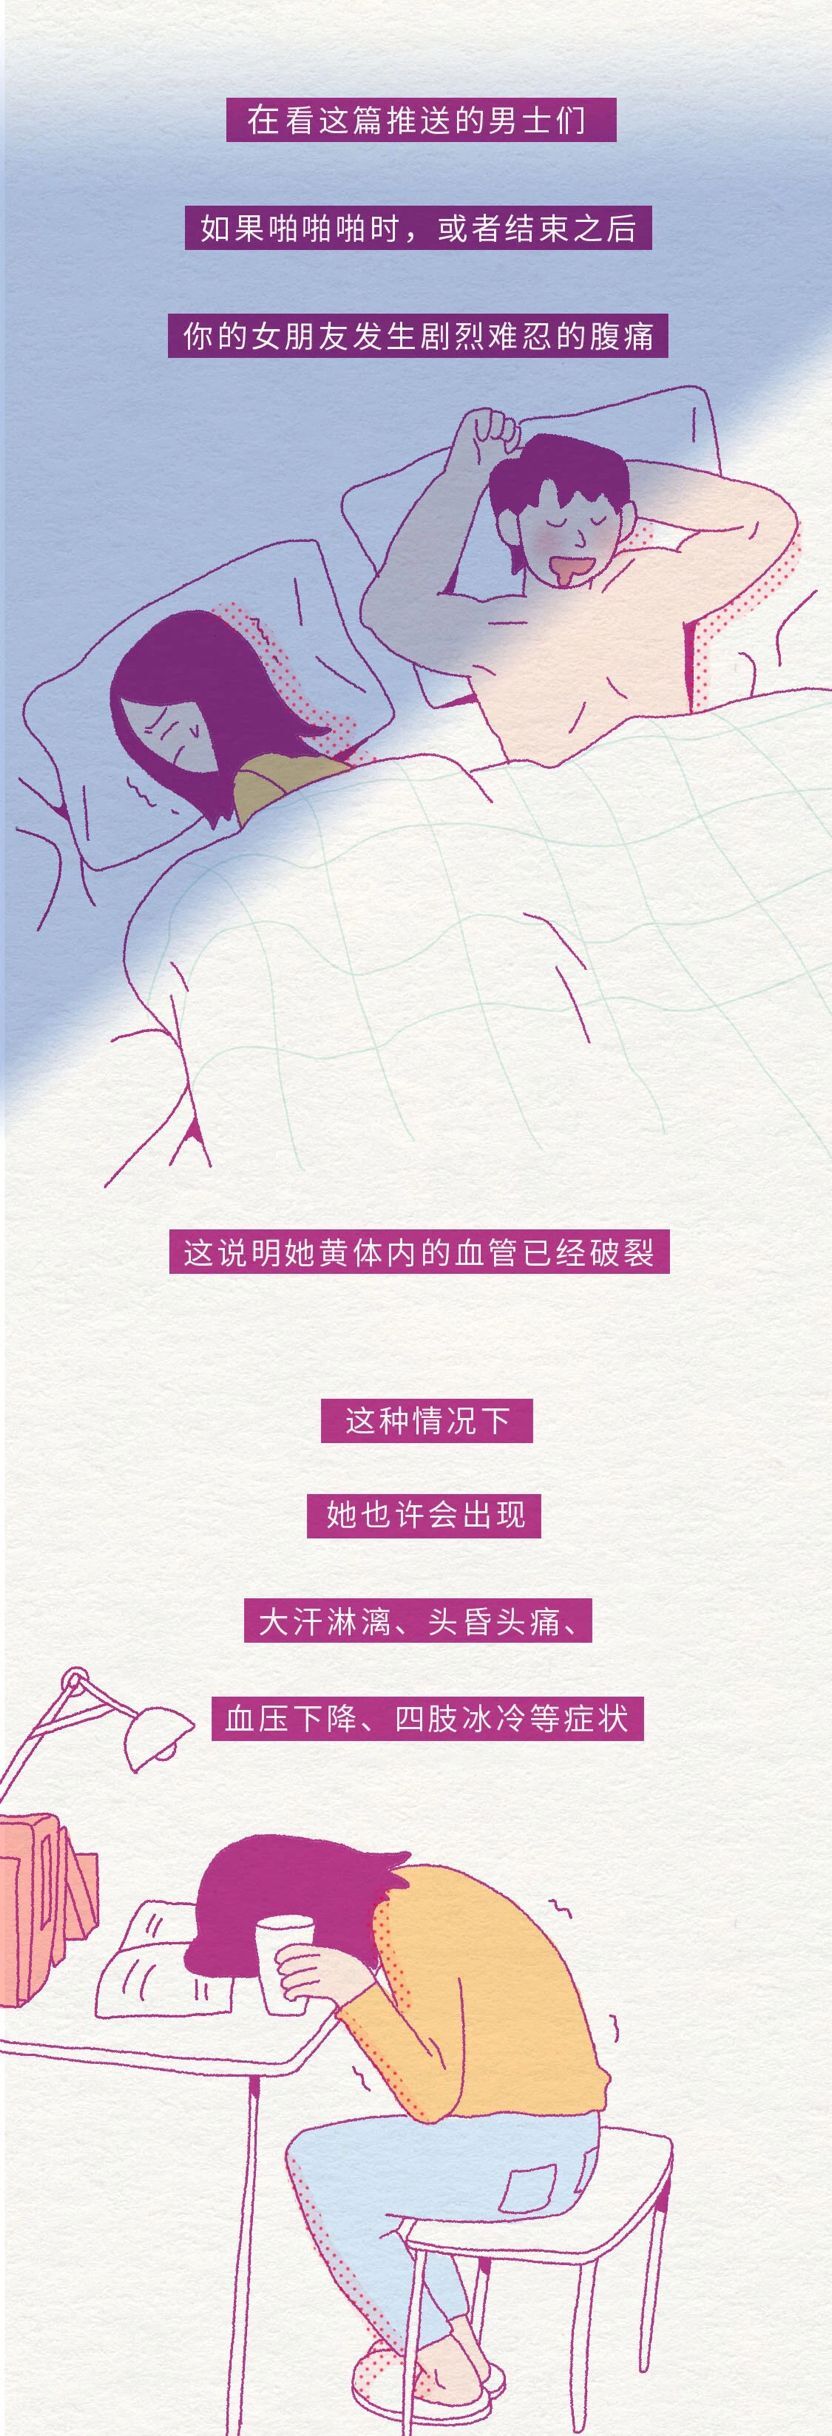 在看这篇推送的男士们
如果啪啪啪时，或者结束之后
你的女朋友发生剧烈难忍的腹痛
这说明她黄体内的血管已经破裂
这种情况下
她也许会出现
大汗淋漓、头昏头痛、
血压下降、四肢冰冷等症状